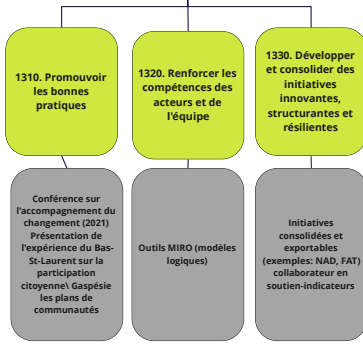 1310. Promouvoir
les bonnes
pratiques
1320. Renforcer les
compétences des
acteurs et de
l'équipe
1330. Développer
et consolider des
initiatives
innovantes,
structurantes et
résilientes
Conférence sur
l'accompagnement du
changement (2021)
Présentation de
l'expérience du Bas-
St-Laurent sur la
participation
citoyenne\ Gaspésie
les plans de
communautés
Outils MIRO (modèles
logiques)
Initiatives
consolidées et
exportables
(exemples: NAD, FAT)
collaborateur en
soutien-indicateurs